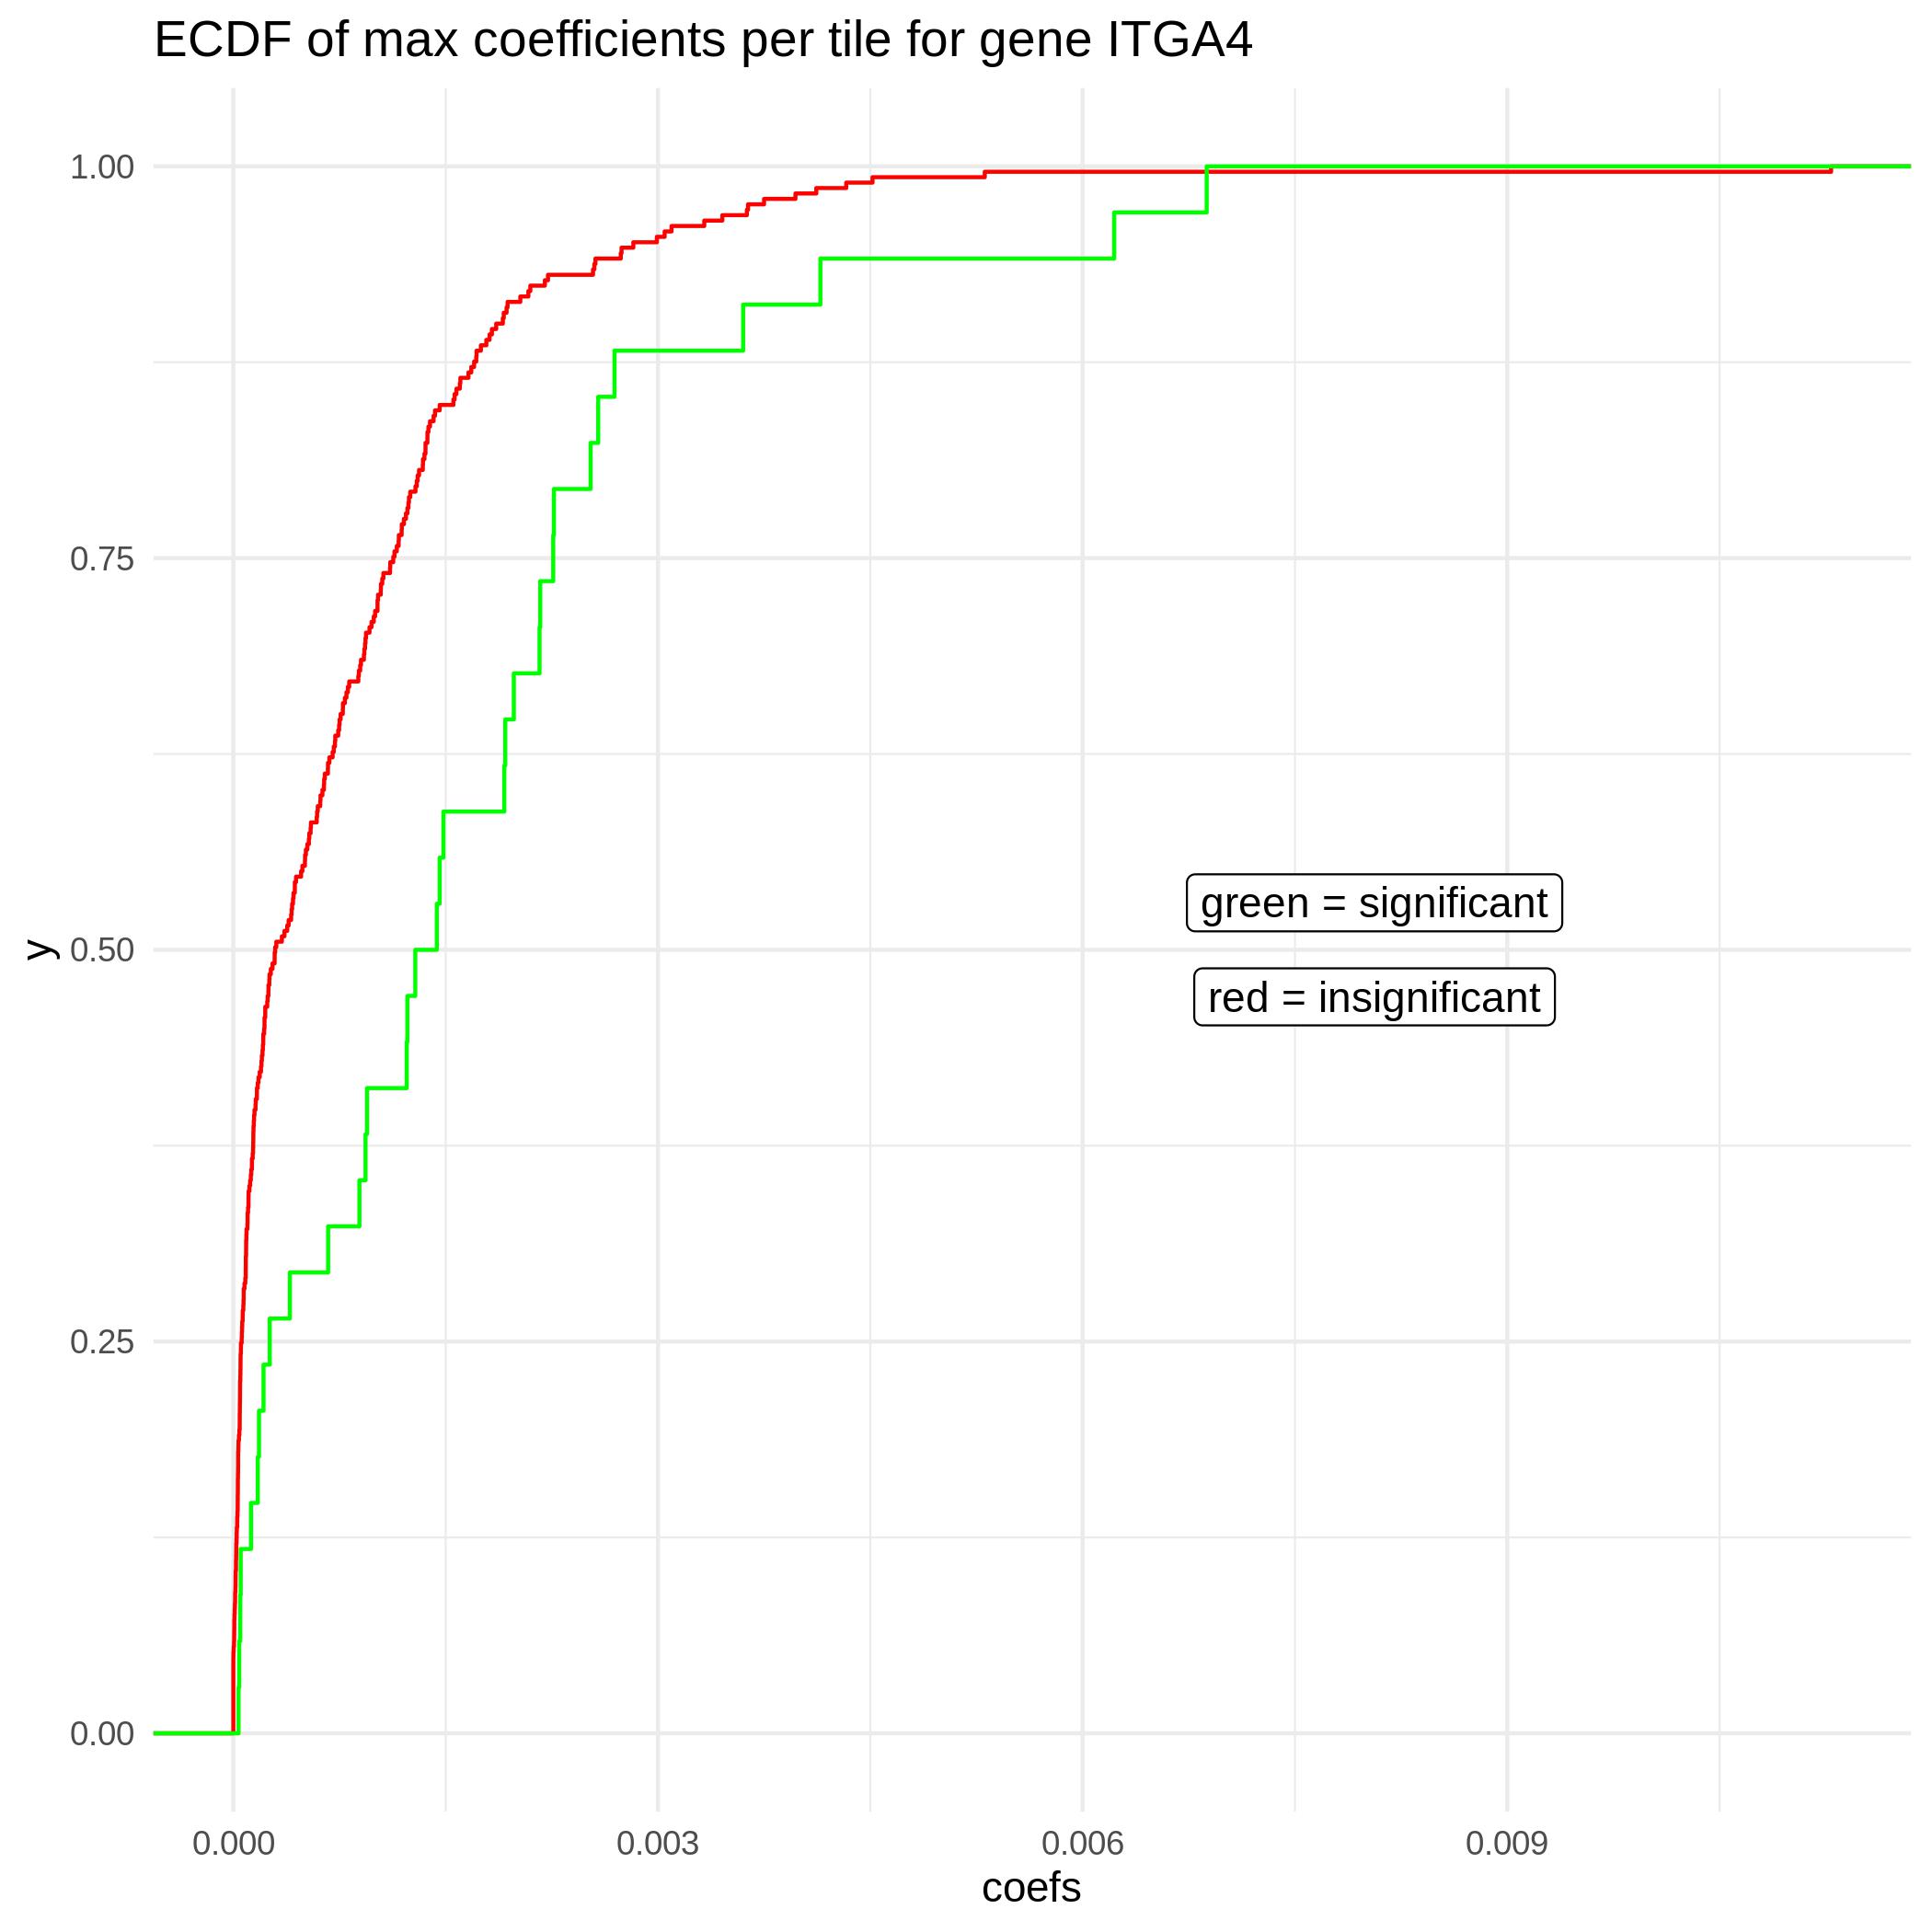 ECDF of max coefficients per tile for gene ITGA4
1.00
0.75
0.50
0.25
0.00
y
green = significant
red = insignificant
0.000 0.003 0.006 0.009
coefs